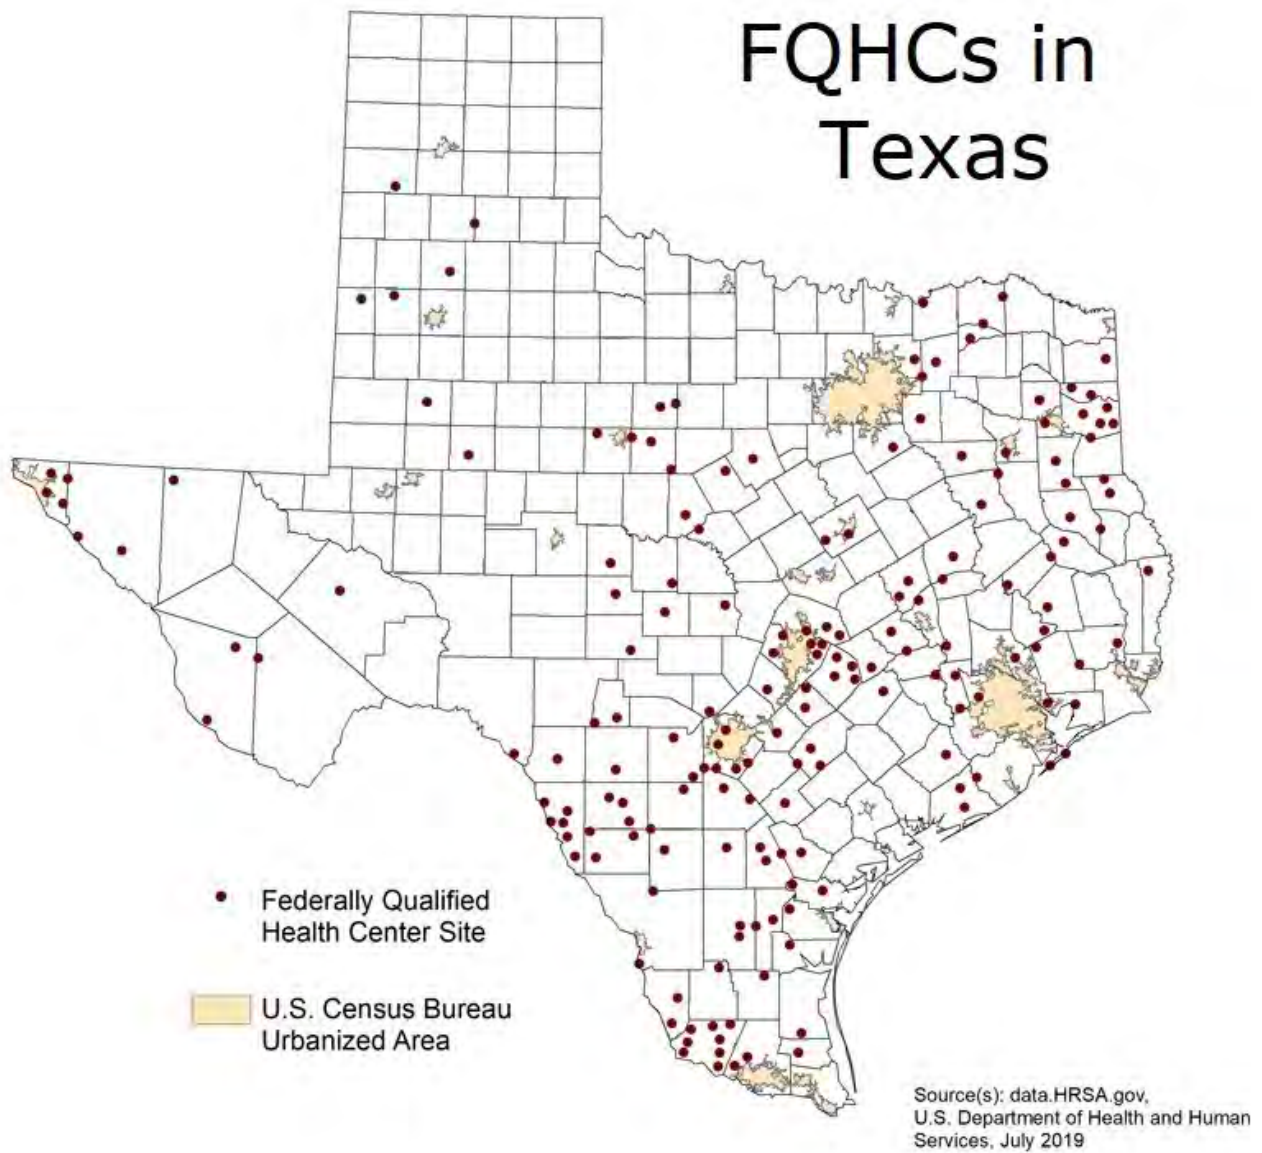 FQHCs in
Texas
Federally Qualified
Health Center Site
U.S. Census Bureau
Urbanized Area
Source(s): data.HRSA.gov,
U.S. Department of Health and Human
Services, July 2019